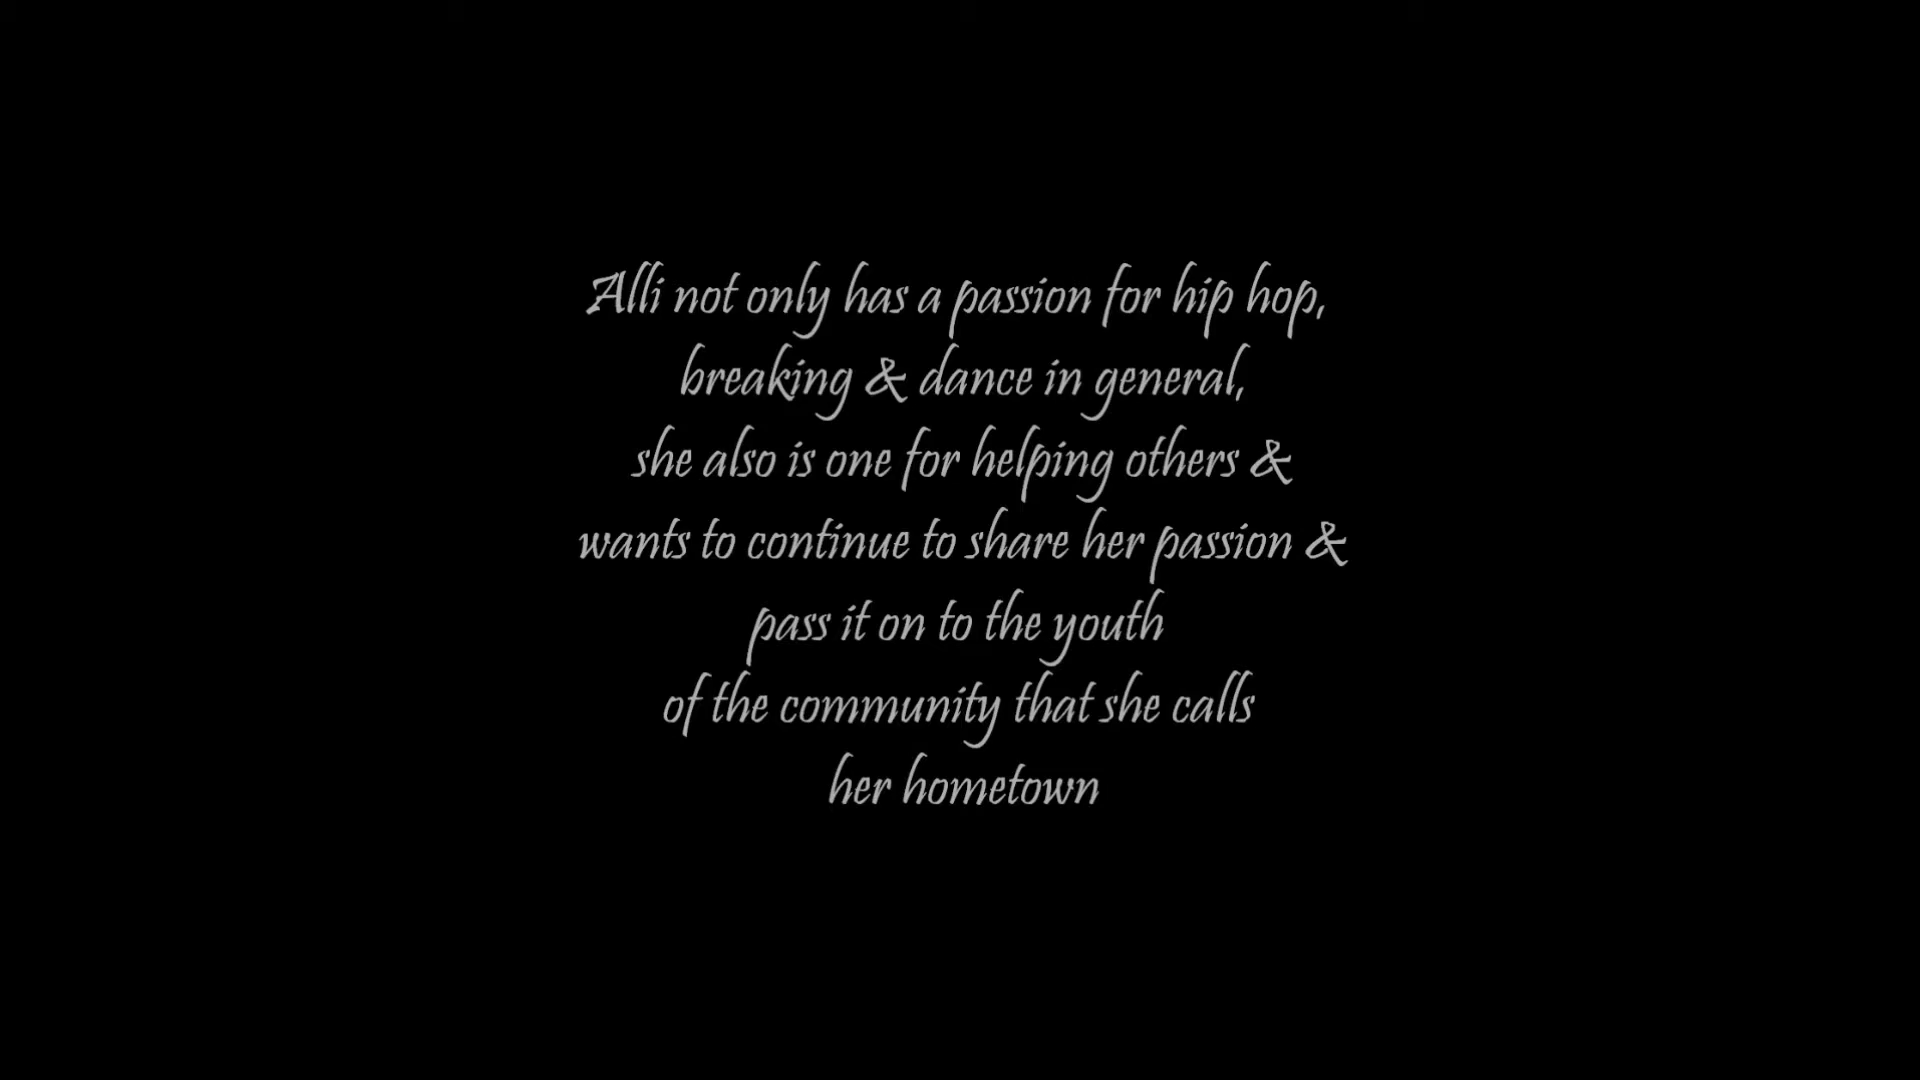 Alli not only has a passion for hip hop,
breaking & dance in general,
she also is one for helping others &
wants to continue to share her passion &
pass it on to the youth
of the community that she calls
her hometown